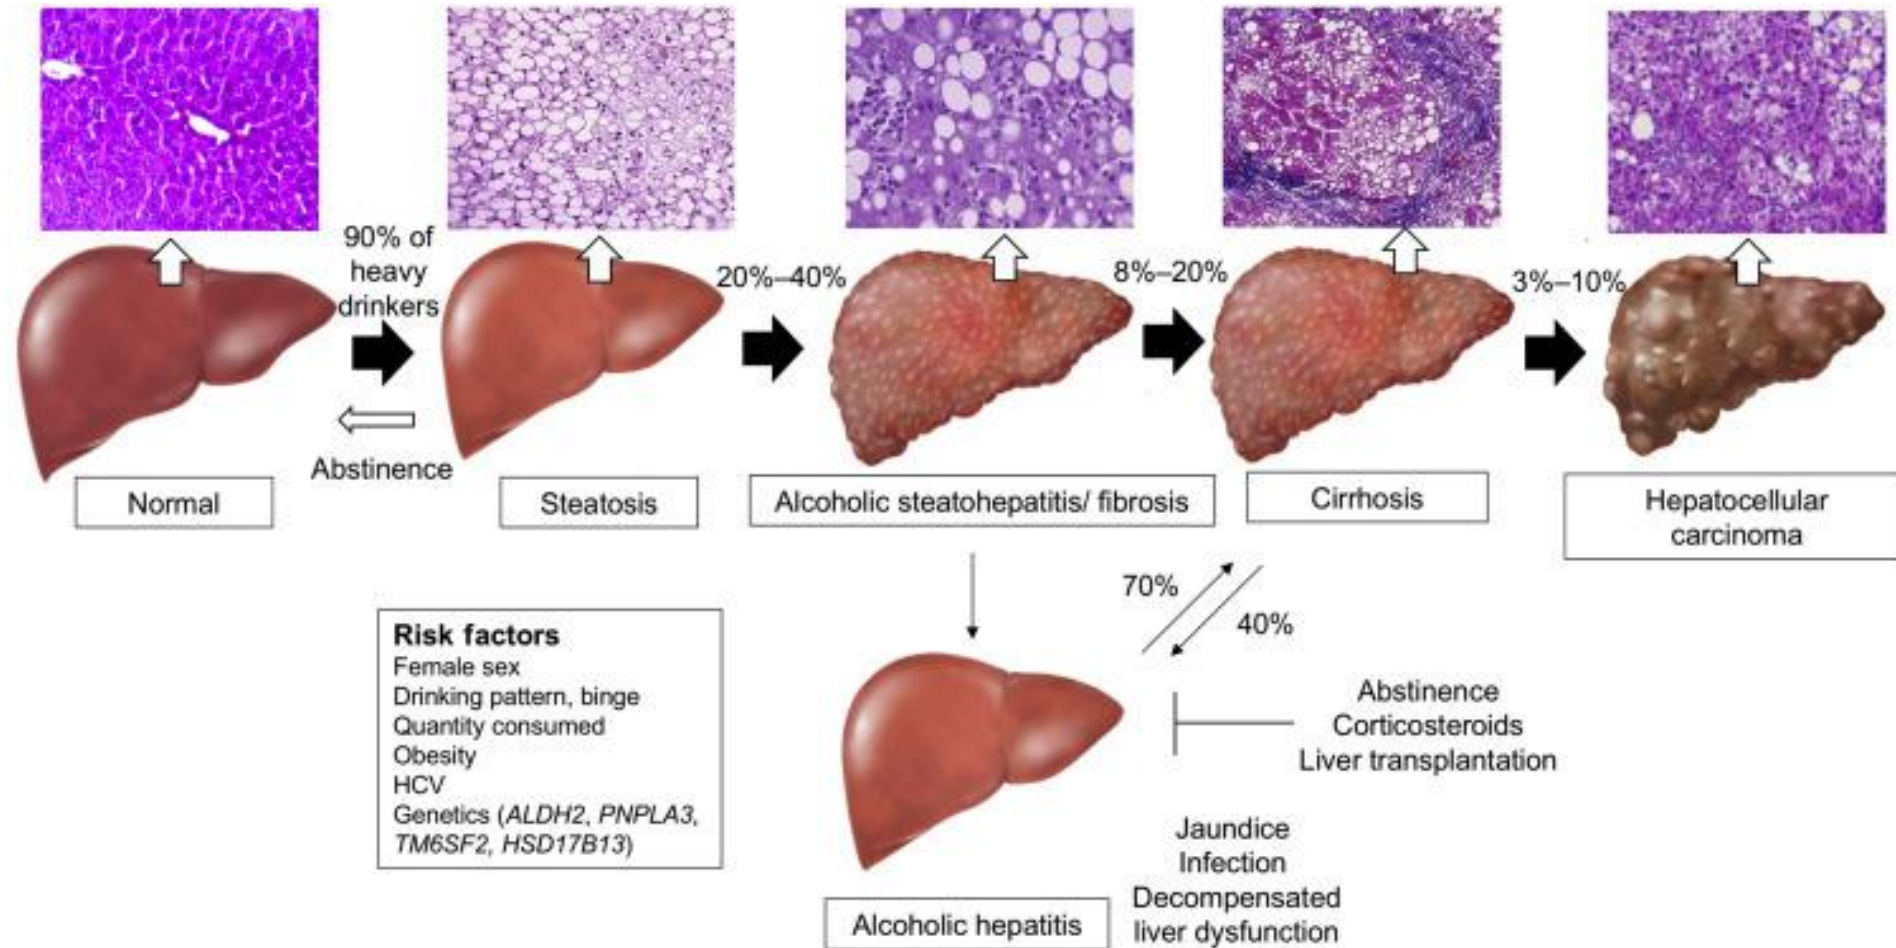 90% of
heavy
drinkers
20%–40%
8%–20%
3%–10%
Abstinence
Normal
Steatosis
Alcoholic steatohepatitis/ fibrosis
Cirrhosis
Hepatocellular
carcinoma
70%
40%
Risk factors
Female sex
Drinking pattern, binge
Quantity consumed
Obesity
HCV
Genetics (ALDH2, PNPLA3,
TM6SF2, HSD17B13)
Abstinence
Corticosteroids
Liver transplantation
Jaundice
Infection
Decompensated
liver dysfunction
Alcoholic hepatitis